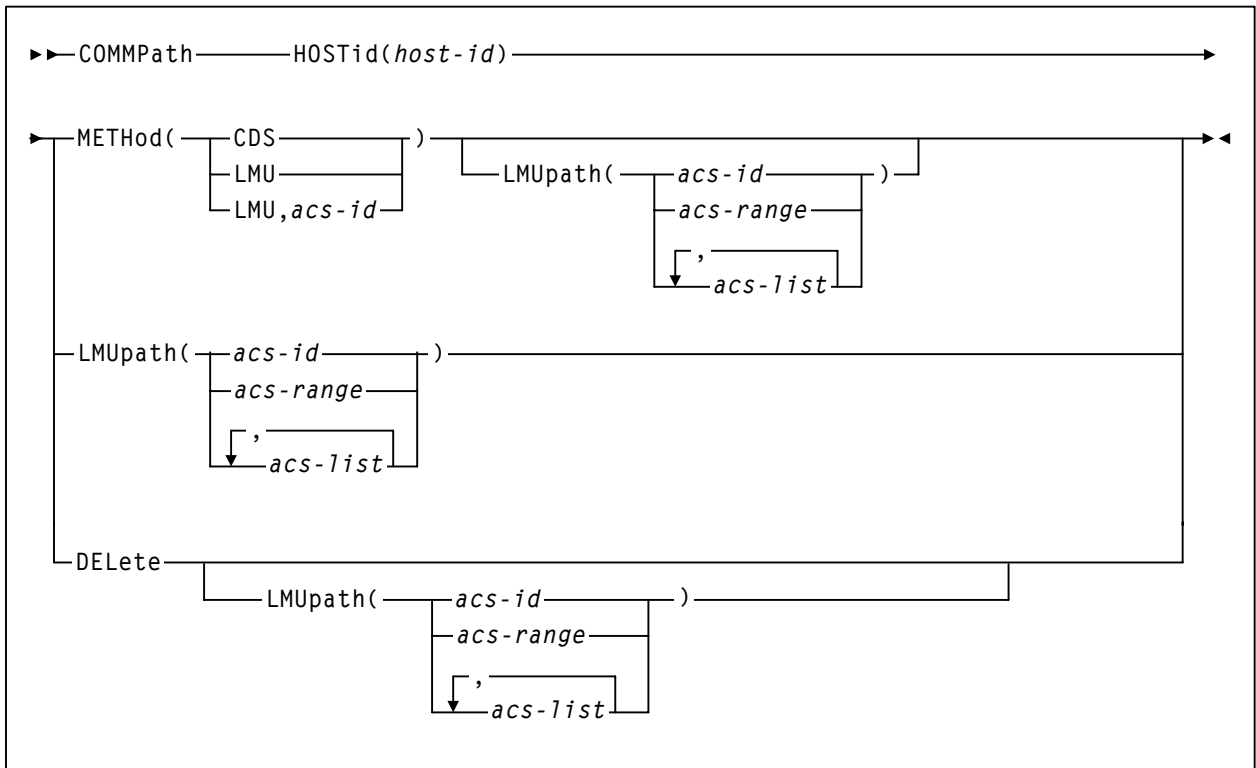 COMMPath HOSTid(host-id)
METHod( CDS ) LMUpath( acs-id )
LMU acs-range
LMU,acs-id , acs-list
LMUpath( acs-id )
acs-range
,
acs-list
DELete
LMUpath( acs-id )
acs-range
,
acs-list